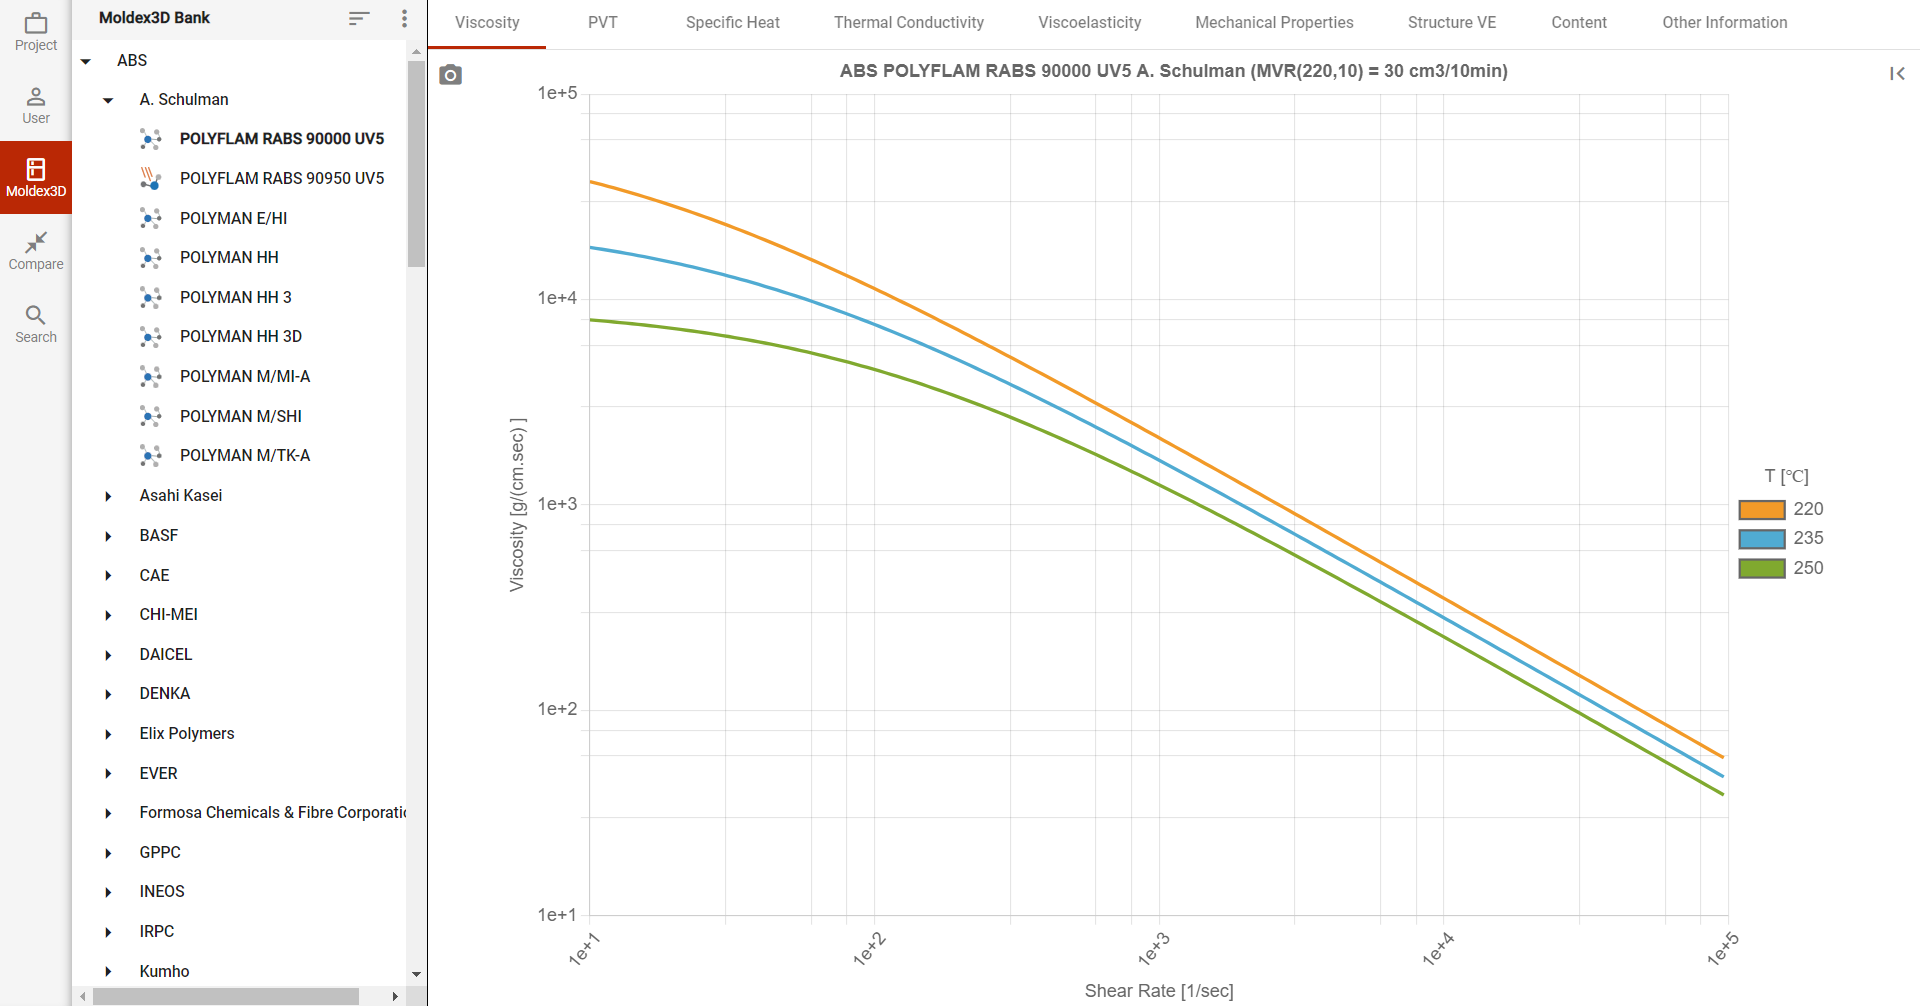 Project
User
Moldex3D
Compare
Search
Moldex3D Bank
ABS
A. Schulman
POLYFLAM RABS 90000 UV5
POLYFLAM RABS 90950 UV5
POLYMAN E/HI
POLYMAN HH
POLYMAN HH 3
POLYMAN HH 3D
POLYMAN M/MI-A
POLYMAN M/SHI
POLYMAN M/TK-A
Asahi Kasei
BASF
CAE
CHI-MEI
DAICEL
DENKA
Elix Polymers
EVER
Formosa Chemicals & Fibre Corporatio
GPPC
INEOS
IRPC
Kumho
Viscosity
PVT
Specific Heat
Thermal Conductivity
Viscoelasticity
Mechanical Properties
Structure VE
Content
Other Information
ABS POLYFLAM RABS 90000 UV5 A. Schulman (MVR(220,10) = 30 cm3/10min)
1e+5
1e+4
1e+3
1e+2
1e+1
Viscosity [g/(cm.sec) ]
1e+1
1e+2
1e+3
1e+4
1e+5
Shear Rate [1/sec]
T [℃]
220
235
250